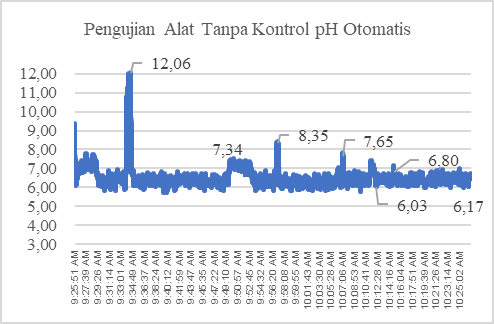 Pengujian Alat Tanpa Kontrol pH Otomatis
12,00
11,00
10,00
9,00
8,00
7,00
6,00
5,00
4,00
3,00
12,06
7,34
8,35
7,65
6,80
6,03
6,17
9:25:51 AM
9:27:39 AM
9:29:26 AM
9:31:14 AM
9:33:01 AM
9:34:49 AM
9:36:37 AM
9:38:24 AM
9:40:12 AM
9:41:59 AM
9:43:47 AM
9:45:35 AM
9:47:22 AM
9:49:10 AM
9:50:57 AM
9:52:45 AM
9:54:32 AM
9:56:20 AM
9:58:08 AM
9:59:55 AM
10:01:43 AM
10:03:30 AM
10:05:28 AM
10:07:06 AM
10:08:53 AM
10:10:41 AM
10:12:28 AM
10:14:16 AM
10:16:04 AM
10:17:51 AM
10:19:39 AM
10:21:26 AM
10:23:14 AM
10:25:02 AM